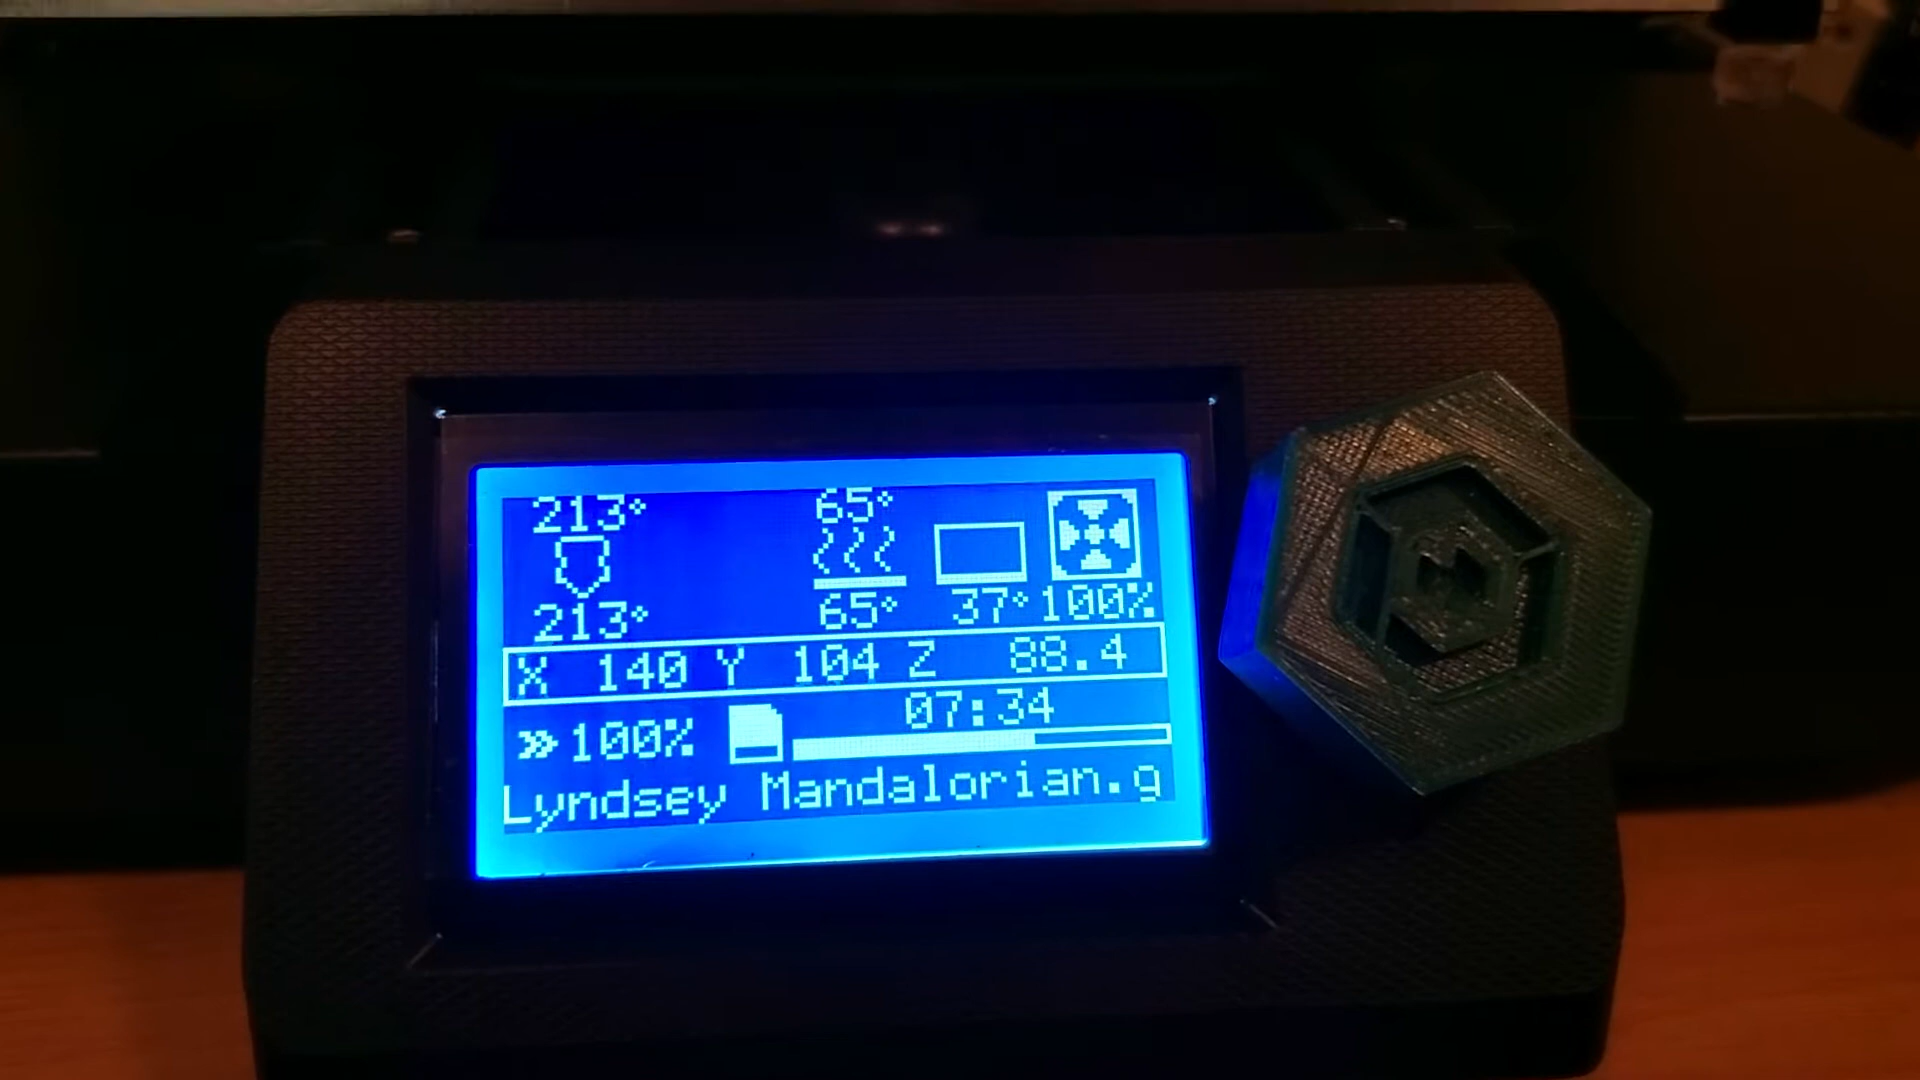 213° 65°
213° 65° 37° 100%
X 140 Y 104 Z 88.4
07:34
»100%
Lyndsey Mandalorian.g